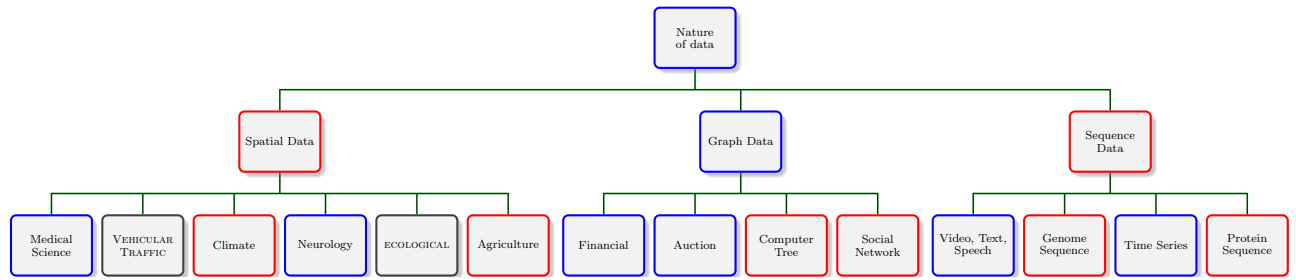 Nature
of data
Spatial Data
Graph Data
Sequence
Data
Medical
Science
VEHICULAR
TRAFFIC
Climate
Neurology
ECOLOGICAL
Agriculture
Financial
Auction
Computer
Tree
Social
Network
Video, Text,
Speech
Genome
Sequence
Time Series
Protein
Sequence